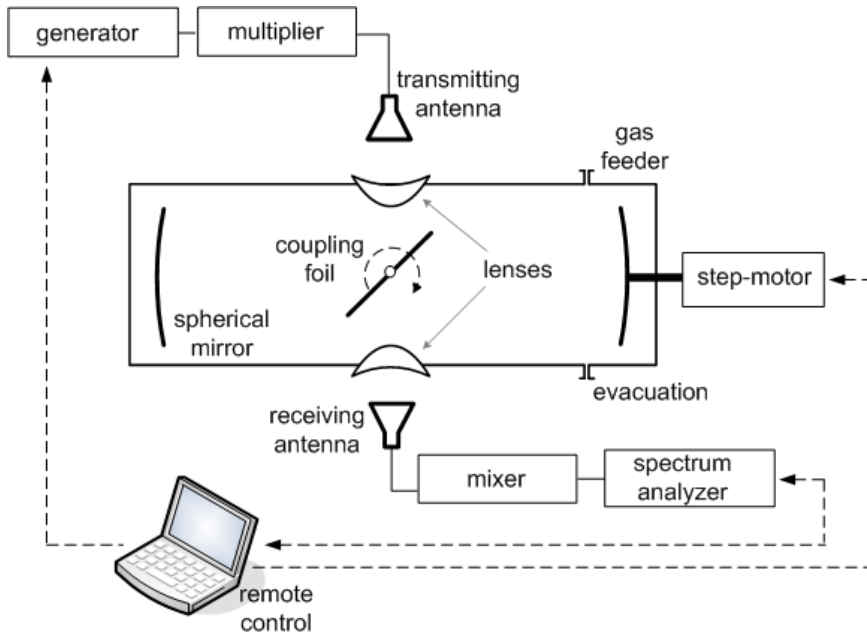 generator
multiplier
transmitting
antenna
gas
feeder
coupling
foil
lenses
step-motor
spherical
mirror
evacuation
receiving
antenna
mixer
spectrum
analyzer
remote
control